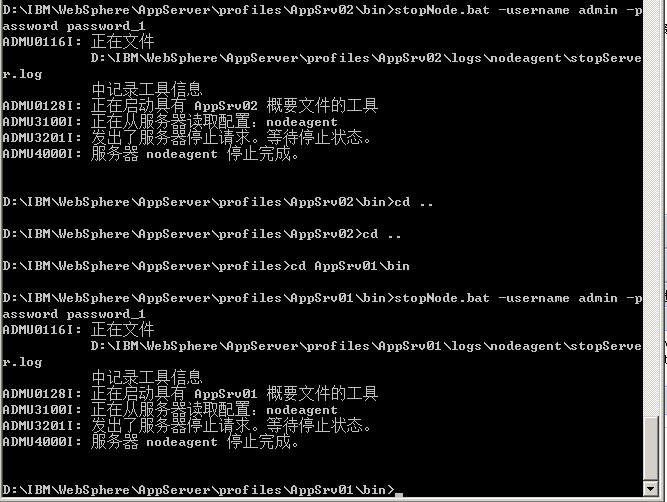 D:\IBM\WebSphere\AppServer\profiles\AppSrv02\bin>stopNode.bat -username admin -p
assword password_1
ADMU0116I: 正在文件
D:\IBM\WebSphere\AppServer\profiles\AppSrv02\logs\nodeagent\stopServe
r.log
中记录工具信息
ADMU0128I: 正在启动具有 AppSrv02 概要文件的工具
ADMU3100I: 正在从服务器读取配置：nodeagent
ADMU3201I: 发出了服务器停止请求。等待停止状态。
ADMU4000I: 服务器 nodeagent 停止完成。
D:\IBM\WebSphere\AppServer\profiles\AppSrv02\bin>cd ..
D:\IBM\WebSphere\AppServer\profiles\AppSrv02>cd ..
D:\IBM\WebSphere\AppServer\profiles>cd AppSrv01\bin
D:\IBM\WebSphere\AppServer\profiles\AppSrv01\bin>stopNode.bat -username admin -p
assword password_1
ADMU0116I: 正在文件
D:\IBM\WebSphere\AppServer\profiles\AppSrv01\logs\nodeagent\stopServe
r.log
中记录工具信息
ADMU0128I: 正在启动具有 AppSrv01 概要文件的工具
ADMU3100I: 正在从服务器读取配置：nodeagent
ADMU3201I: 发出了服务器停止请求。等待停止状态。
ADMU4000I: 服务器 nodeagent 停止完成。
D:\IBM\WebSphere\AppServer\profiles\AppSrv01\bin>_